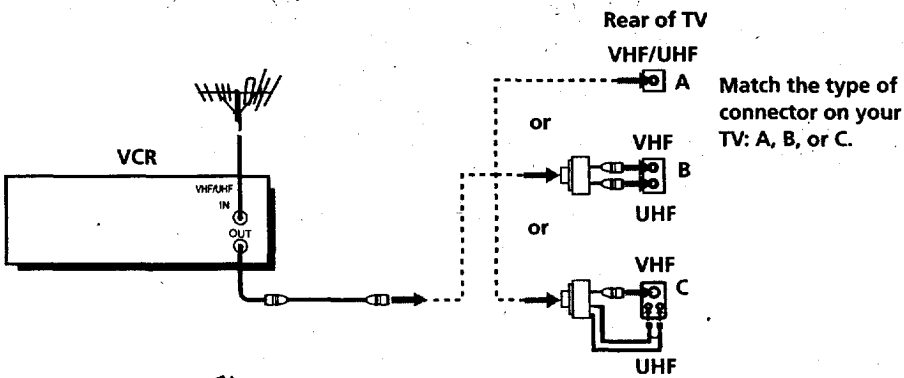 Rear of TV
VHF/UHF
A
Match the type of
connector on your
TV: A, B, or C.
or
VCR
VHF
B
VHF/UHF
IN
UHF
OUT
or
VHF
C
UHF